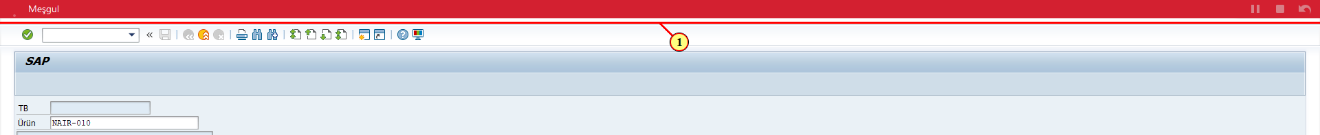 Meşgul
1
SAP
TB
Ürün NAIR-010